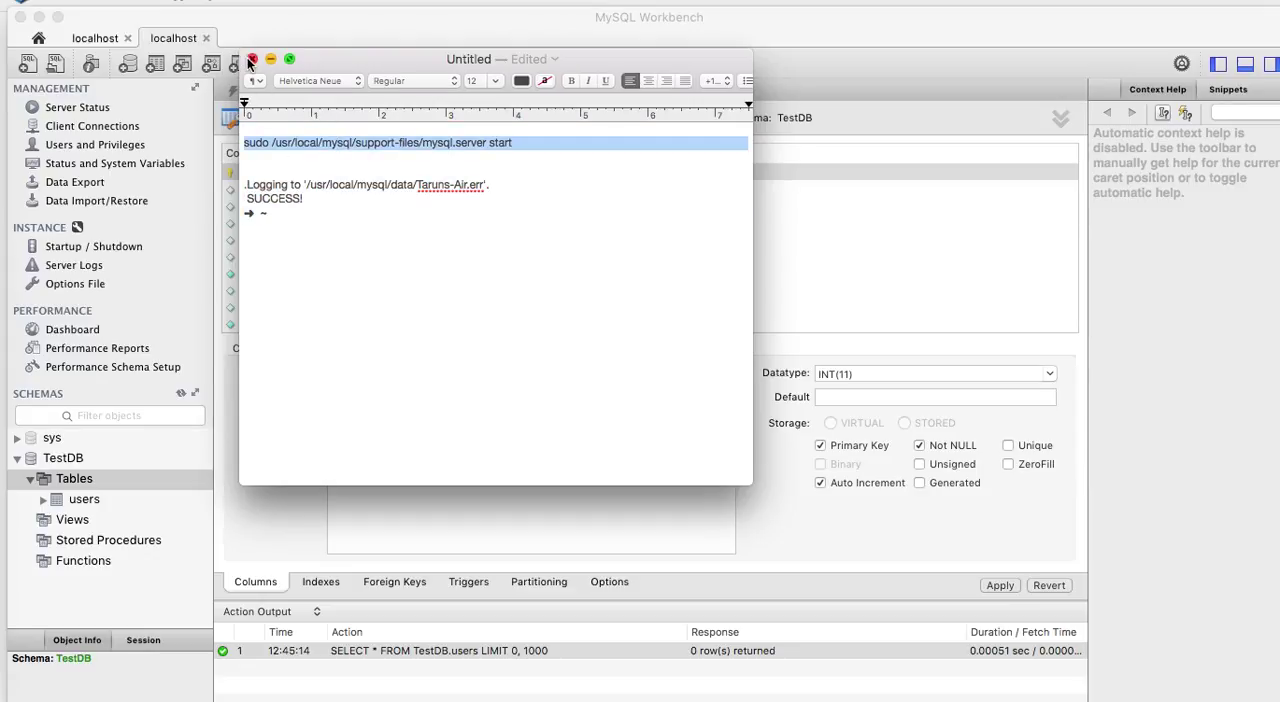 MySQL Workbench
localhost
localhost
Untitled — Edited
Helvetica Neue
Regular
12
B
I
U
+1...
0 1 2 3 4 5 6 7
sudo /usr/local/mysql/support-files/mysql.server start
.Logging to '/usr/local/mysql/data/Taruns-Air.err'.
SUCCESS!
➜ ~
MANAGEMENT
Server Status
Client Connections
Users and Privileges
Status and System Variables
Data Export
Data Import/Restore
INSTANCE
Startup / Shutdown
Server Logs
Options File
PERFORMANCE
Dashboard
Performance Reports
Performance Schema Setup
SCHEMAS
Filter objects
sys
TestDB
Tables
users
Views
Stored Procedures
Functions
Object Info
Session
Schema: TestDB
TestDB
Datatype:
INT(11)
Default
Storage:
VIRTUAL
STORED
Primary Key
Not NULL
Unique
Binary
Unsigned
ZeroFill
Auto Increment
Generated
Columns
Indexes
Foreign Keys
Triggers
Partitioning
Options
Apply
Revert
Action Output
Time
Action
Response
Duration / Fetch Time
1
12:45:14
SELECT * FROM TestDB.users LIMIT 0, 1000
0 row(s) returned
0.00051 sec / 0.0000...
Context Help
Snippets
Automatic context help is
disabled. Use the toolbar to
manually get help for the curren
caret position or to toggle
automatic help.